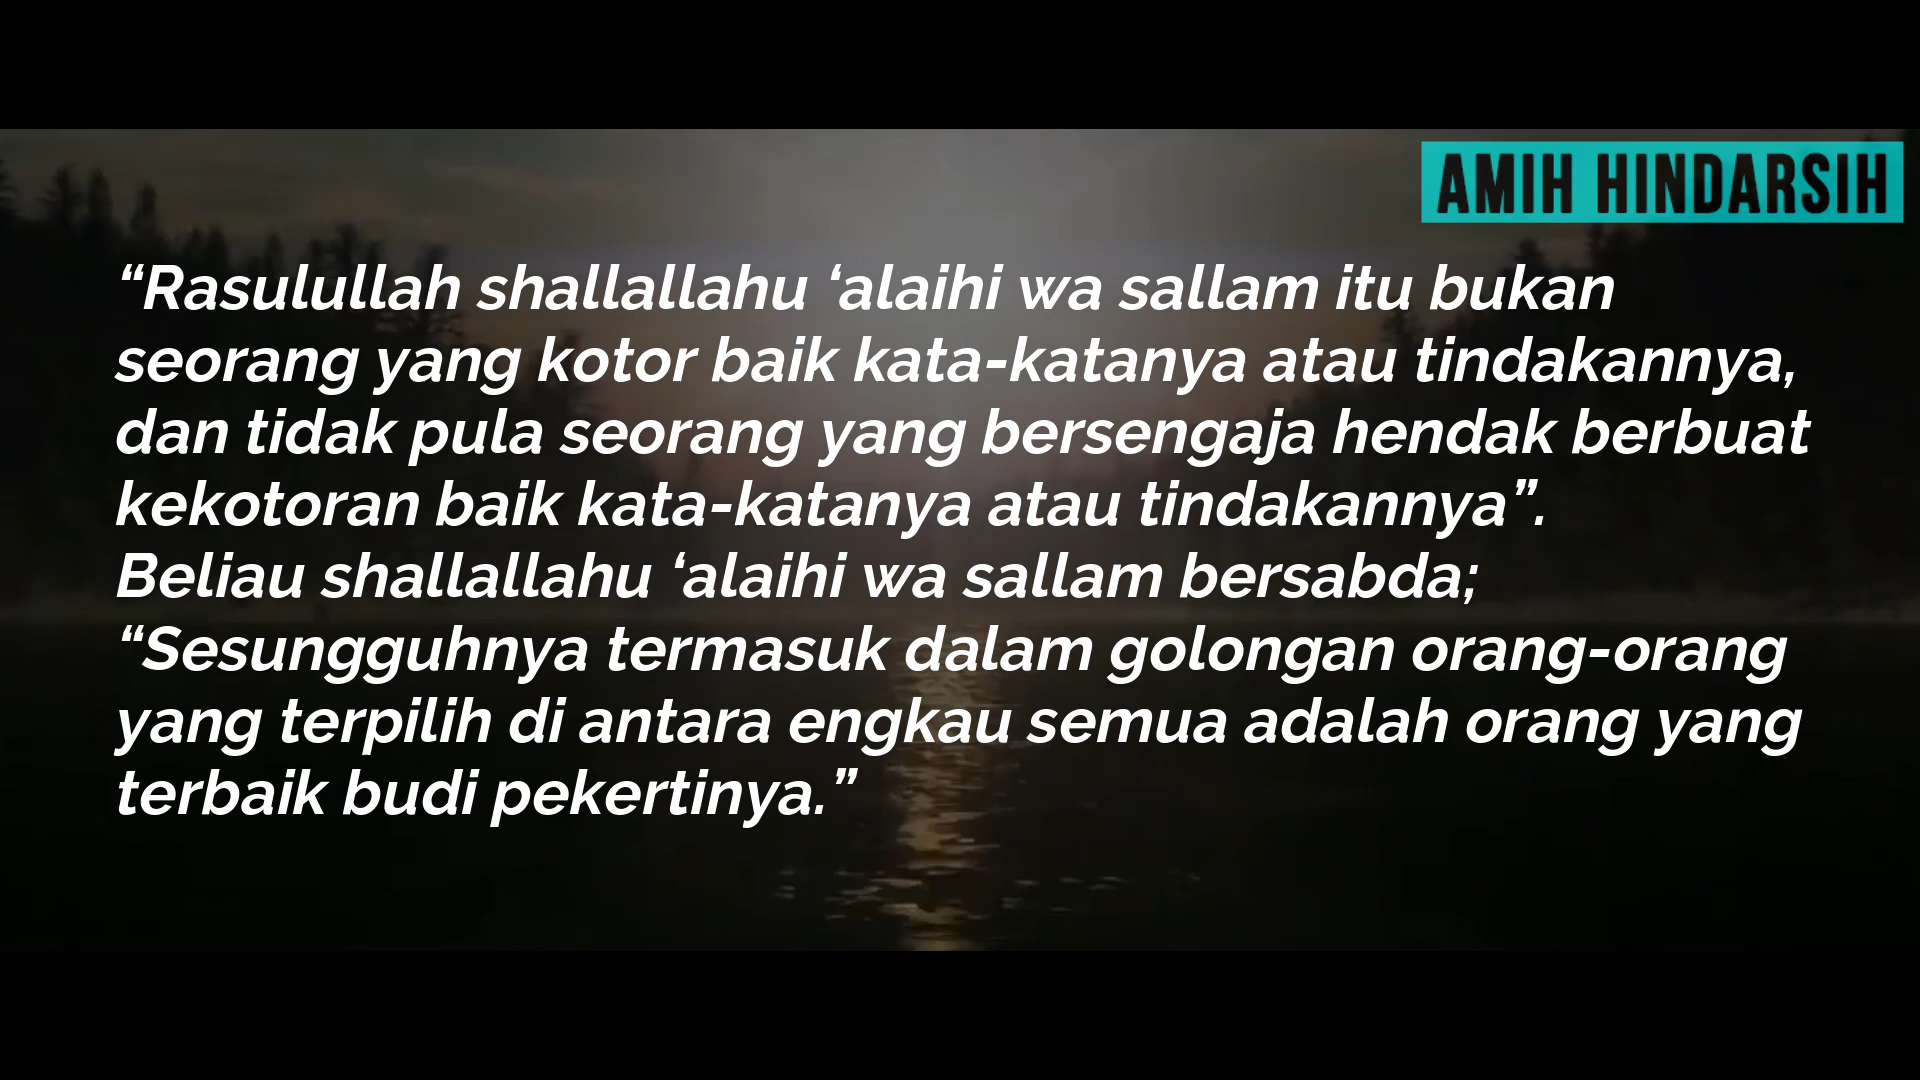 AMIH HINDARSIH
“Rasulullah shallallahu ‘alaihi wa sallam itu bukan
seorang yang kotor baik kata-katanya atau tindakannya,
dan tidak pula seorang yang bersengaja hendak berbuat
kekotoran baik kata-katanya atau tindakannya”.
Beliau shallallahu ‘alaihi wa sallam bersabda;
“Sesungguhnya termasuk dalam golongan orang-orang
yang terpilih di antara engkau semua adalah orang yang
terbaik budi pekertinya.”